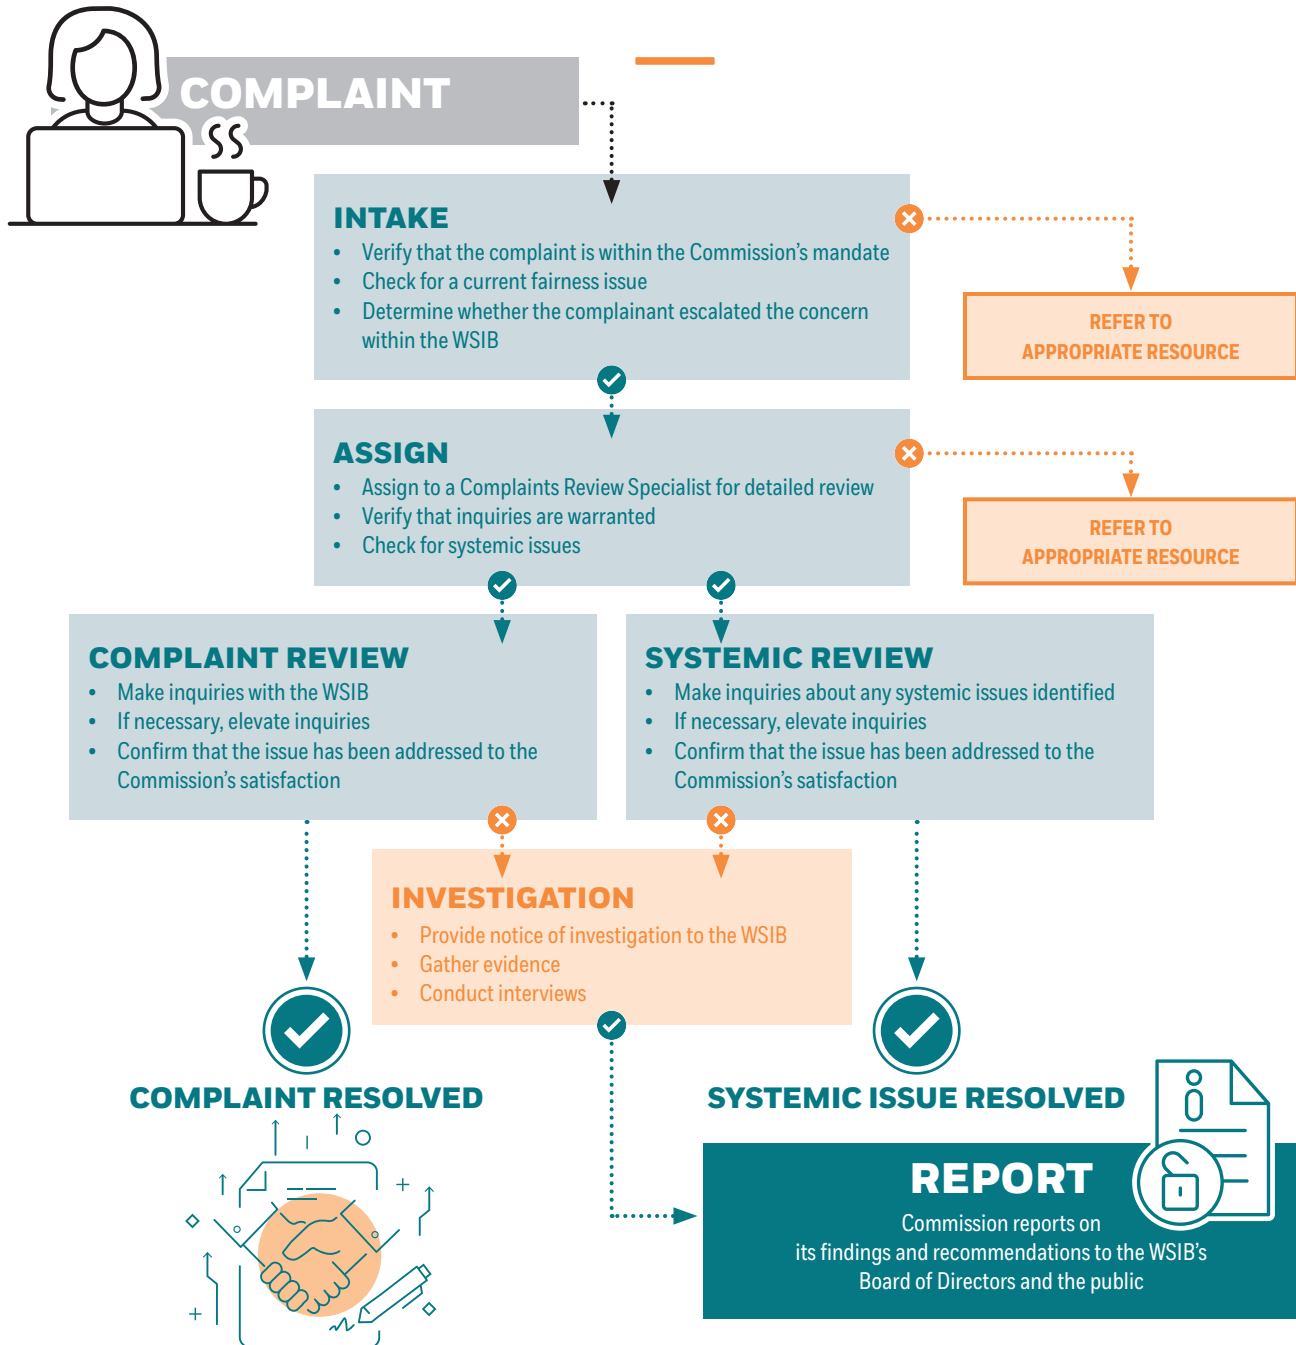 COMPLAINT
INTAKE
• Verify that the complaint is within the Commission’s mandate
• Check for a current fairness issue
• Determine whether the complainant escalated the concern
within the WSIB
REFER TO
APPROPRIATE RESOURCE
ASSIGN
• Assign to a Complaints Review Specialist for detailed review
• Verify that inquiries are warranted
• Check for systemic issues
REFER TO
APPROPRIATE RESOURCE
COMPLAINT REVIEW
• Make inquiries with the WSIB
• If necessary, elevate inquiries
• Confirm that the issue has been addressed to the
Commission’s satisfaction
SYSTEMIC REVIEW
• Make inquiries about any systemic issues identified
• If necessary, elevate inquiries
• Confirm that the issue has been addressed to the
Commission’s satisfaction
INVESTIGATION
• Provide notice of investigation to the WSIB
• Gather evidence
• Conduct interviews
COMPLAINT RESOLVED
SYSTEMIC ISSUE RESOLVED
REPORT
Commission reports on
its findings and recommendations to the WSIB’s
Board of Directors and the public